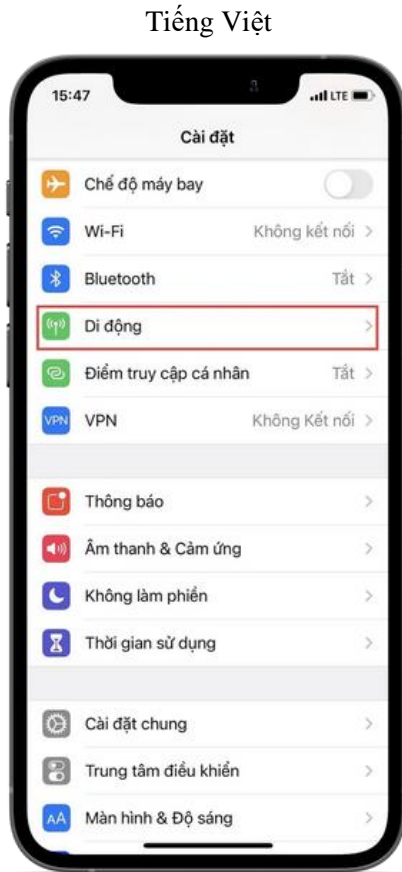 Tiếng Việt
15:47 LTE
Cài đặt
Chế độ máy bay
Wi-Fi Không kết nối
Bluetooth Tắt
Di động
Điểm truy cập cá nhân Tắt
VPN VPN Không Kết nối
Thông báo
Âm thanh & Cảm ứng
Không làm phiền
Thời gian sử dụng
Cài đặt chung
Trung tâm điều khiển
AA Màn hình & Độ sáng